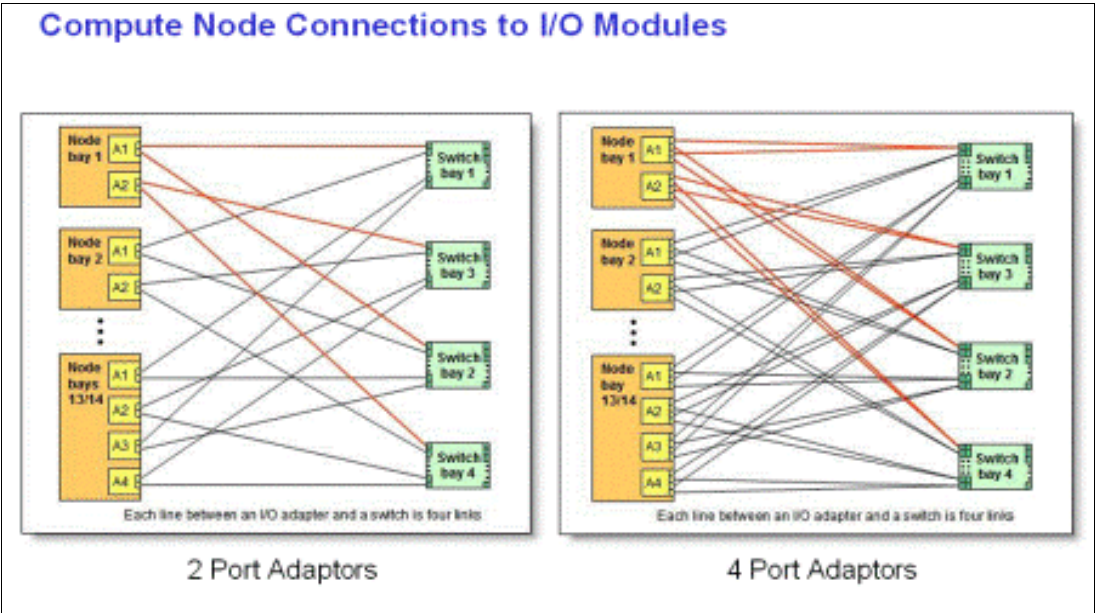 Compute Node Connections to I/O Modules
Node
bay 1
A1
A2
Node
bay 2
A1
A2
Node
bays
13/14
A1
A2
A3
A4
Switch
bay 1
Switch
bay 3
Switch
bay 2
Switch
bay 4
Each line between an I/O adapter and a switch is four links
2 Port Adaptors
Node
bay 1
A1
A2
Node
bay 2
A1
A2
Node
bay
13/14
A1
A2
A3
A4
Switch
bay 1
Switch
bay 3
Switch
bay 2
Switch
bay 4
Each line between an I/O adapter and a switch is four links
4 Port Adaptors